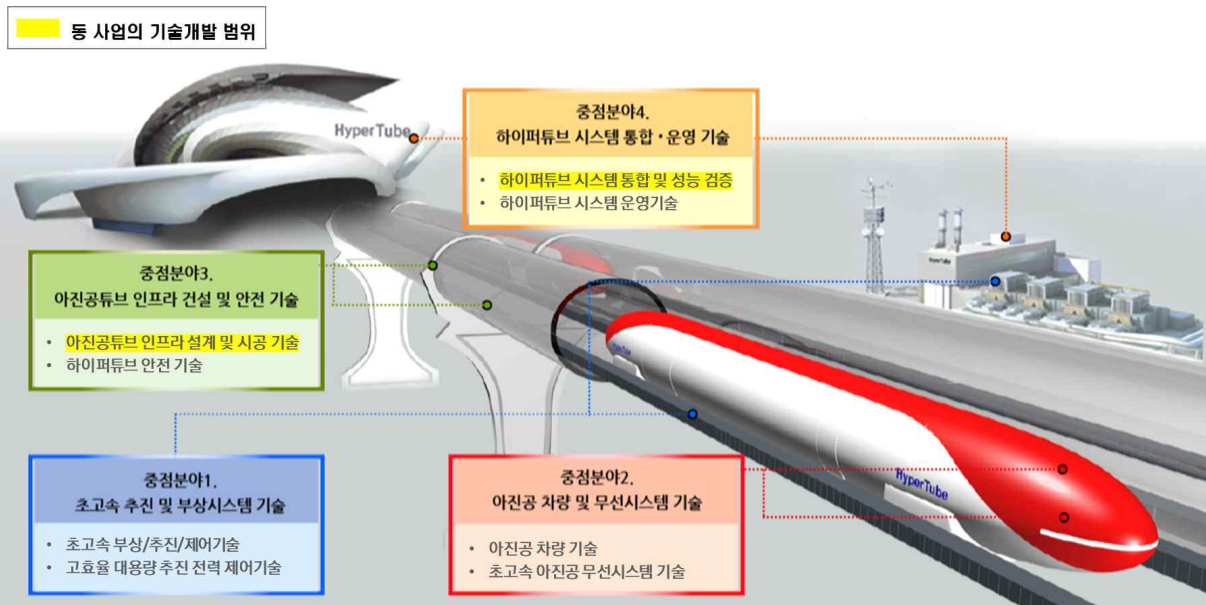 동 사업의 기술개발 범위
HyperTube
중점분야4.
하이퍼튜브 시스템 통합·운영 기술
• 하이퍼튜브 시스템 통합 및 성능 검증
• 하이퍼튜브 시스템 운영기술
HyperTube
중점분야3.
아진공튜브 인프라 건설 및 안전 기술
• 아진공튜브 인프라 설계 및 시공 기술
• 하이퍼튜브 안전 기술
HyperTube
중점분야1.
초고속 추진 및 부상시스템 기술
• 초고속 부상/추진/제어기술
• 고효율 대용량 추진 전력 제어기술
중점분야2.
아진공 차량 및 무선시스템 기술
• 아진공 차량 기술
• 초고속 아진공 무선시스템 기술
HyperTube